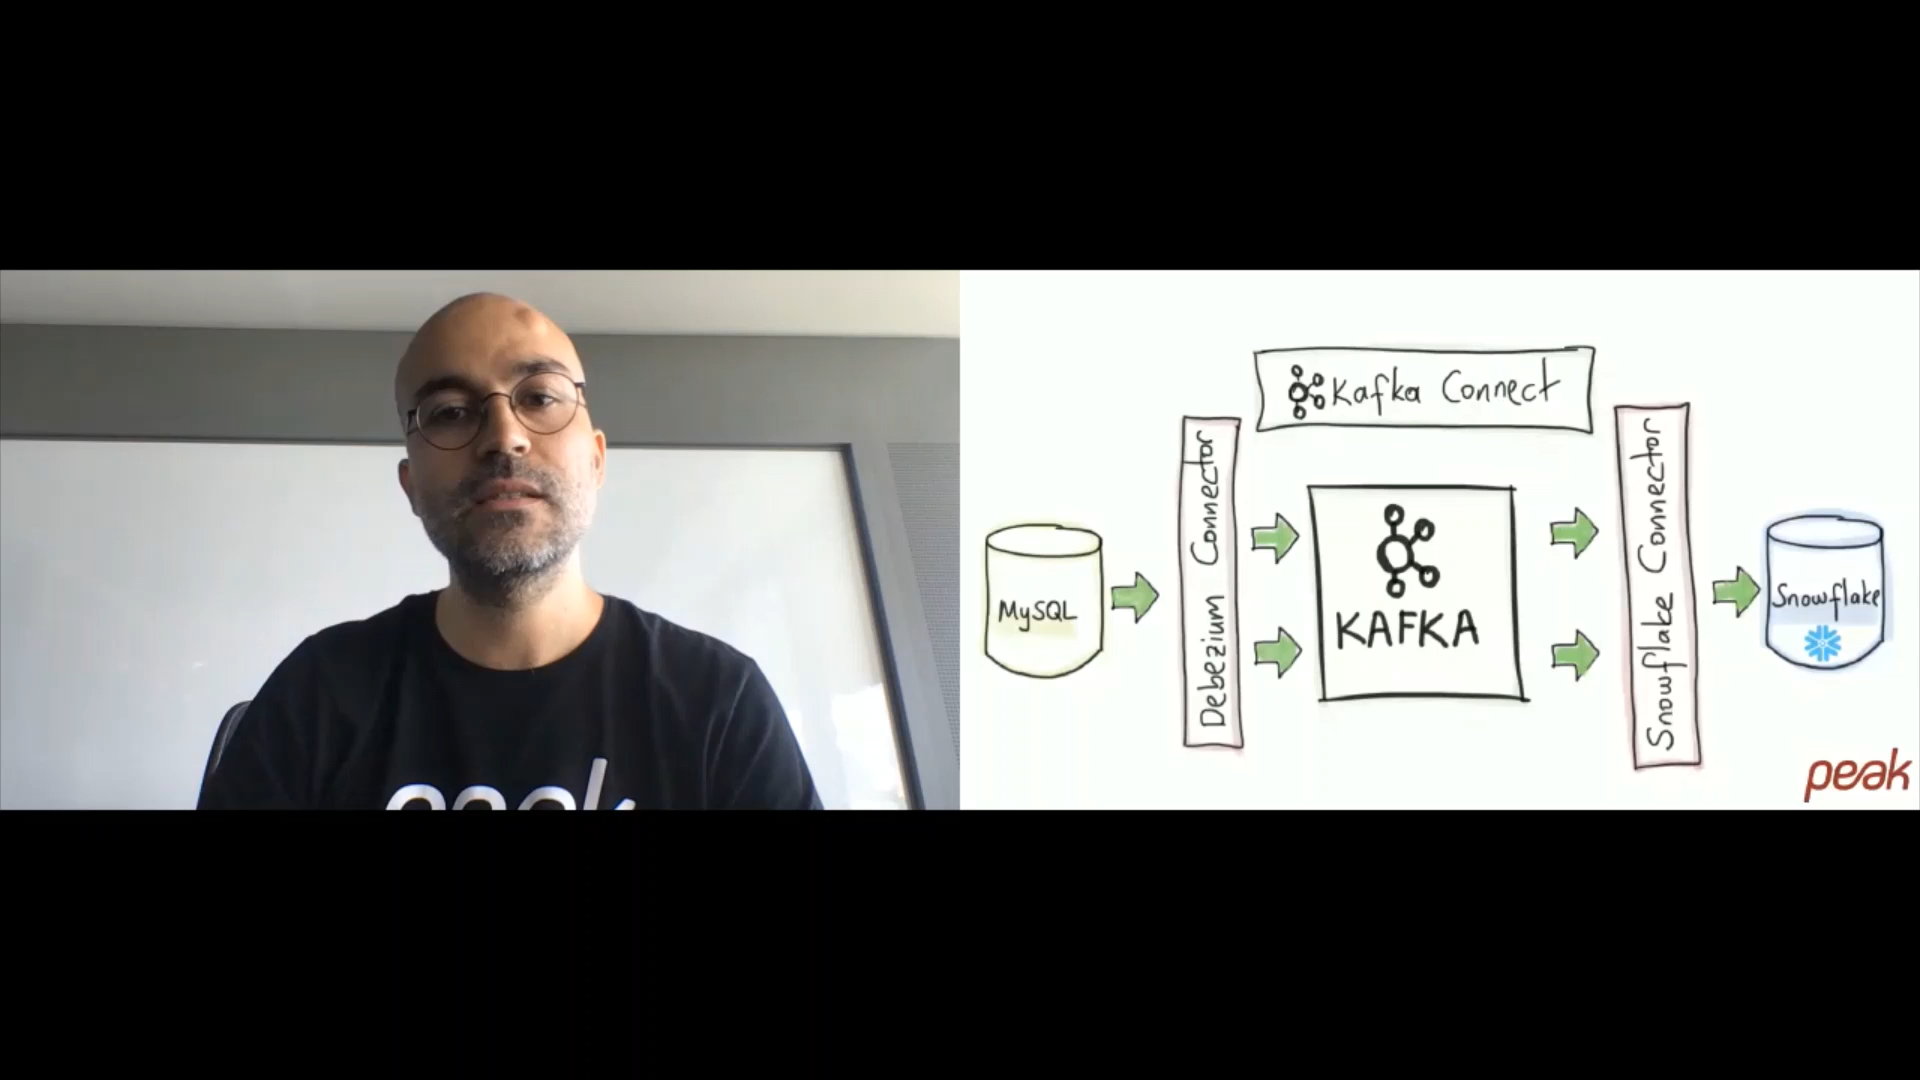 Kafka Connect
Debezium Connector
Snowflake Connector
MySQL
KAFKA
Snowflake
peak
peak